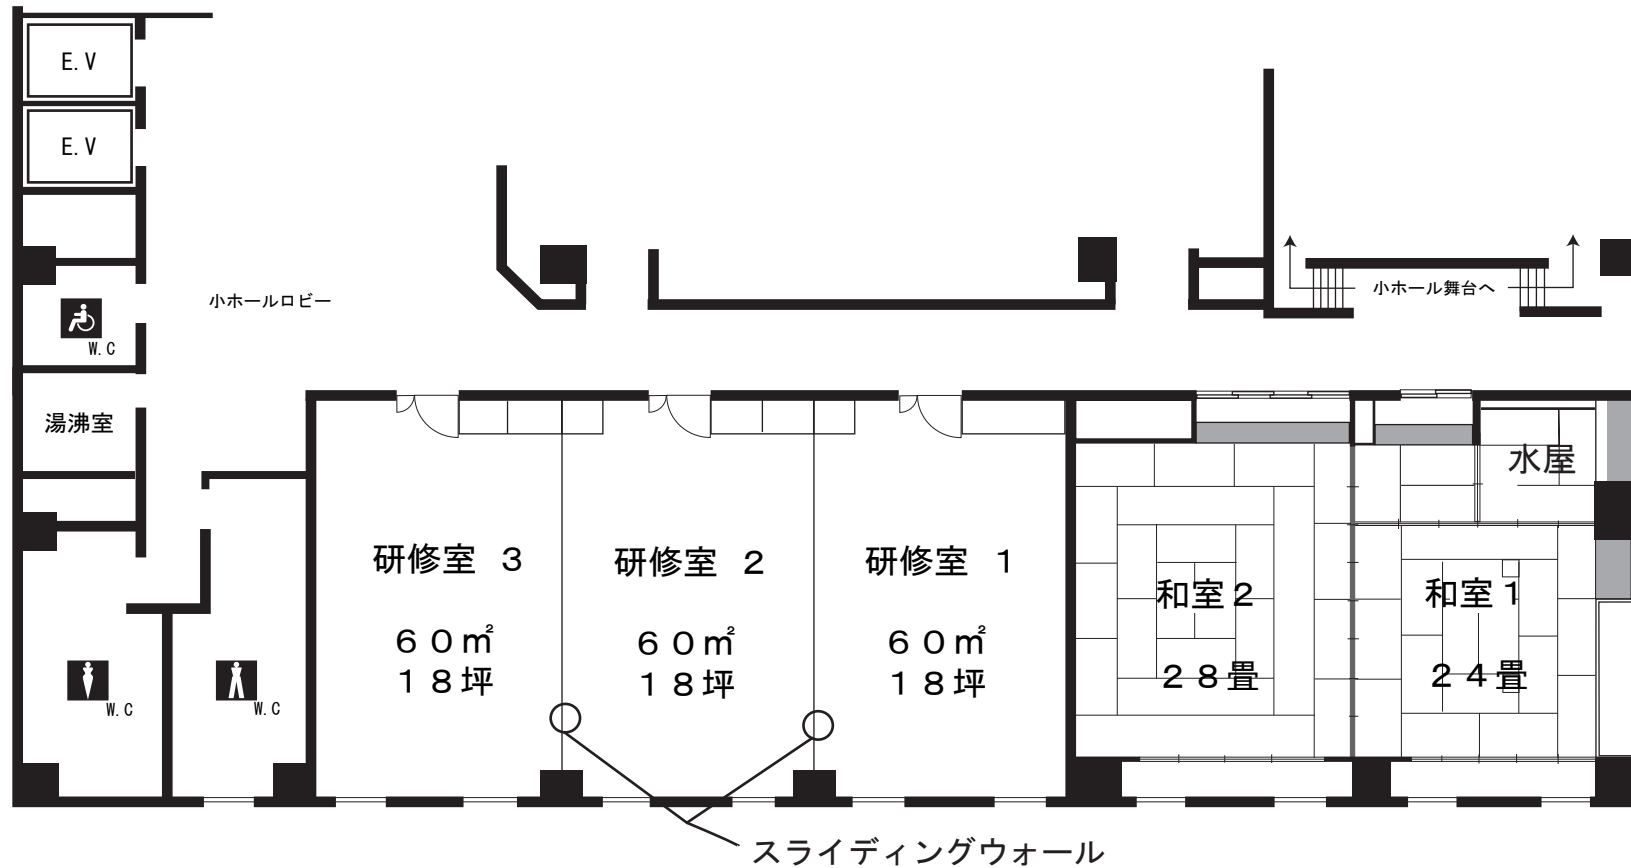 E.V
E.V
小ホールロビー
小ホール舞台へ
W.C
湯沸室
水屋
研修室 3
60㎡
18坪
研修室 2
60㎡
18坪
研修室 1
60㎡
18坪
和室2
28畳
和室1
24畳
W.C
W.C
スライディングウォール